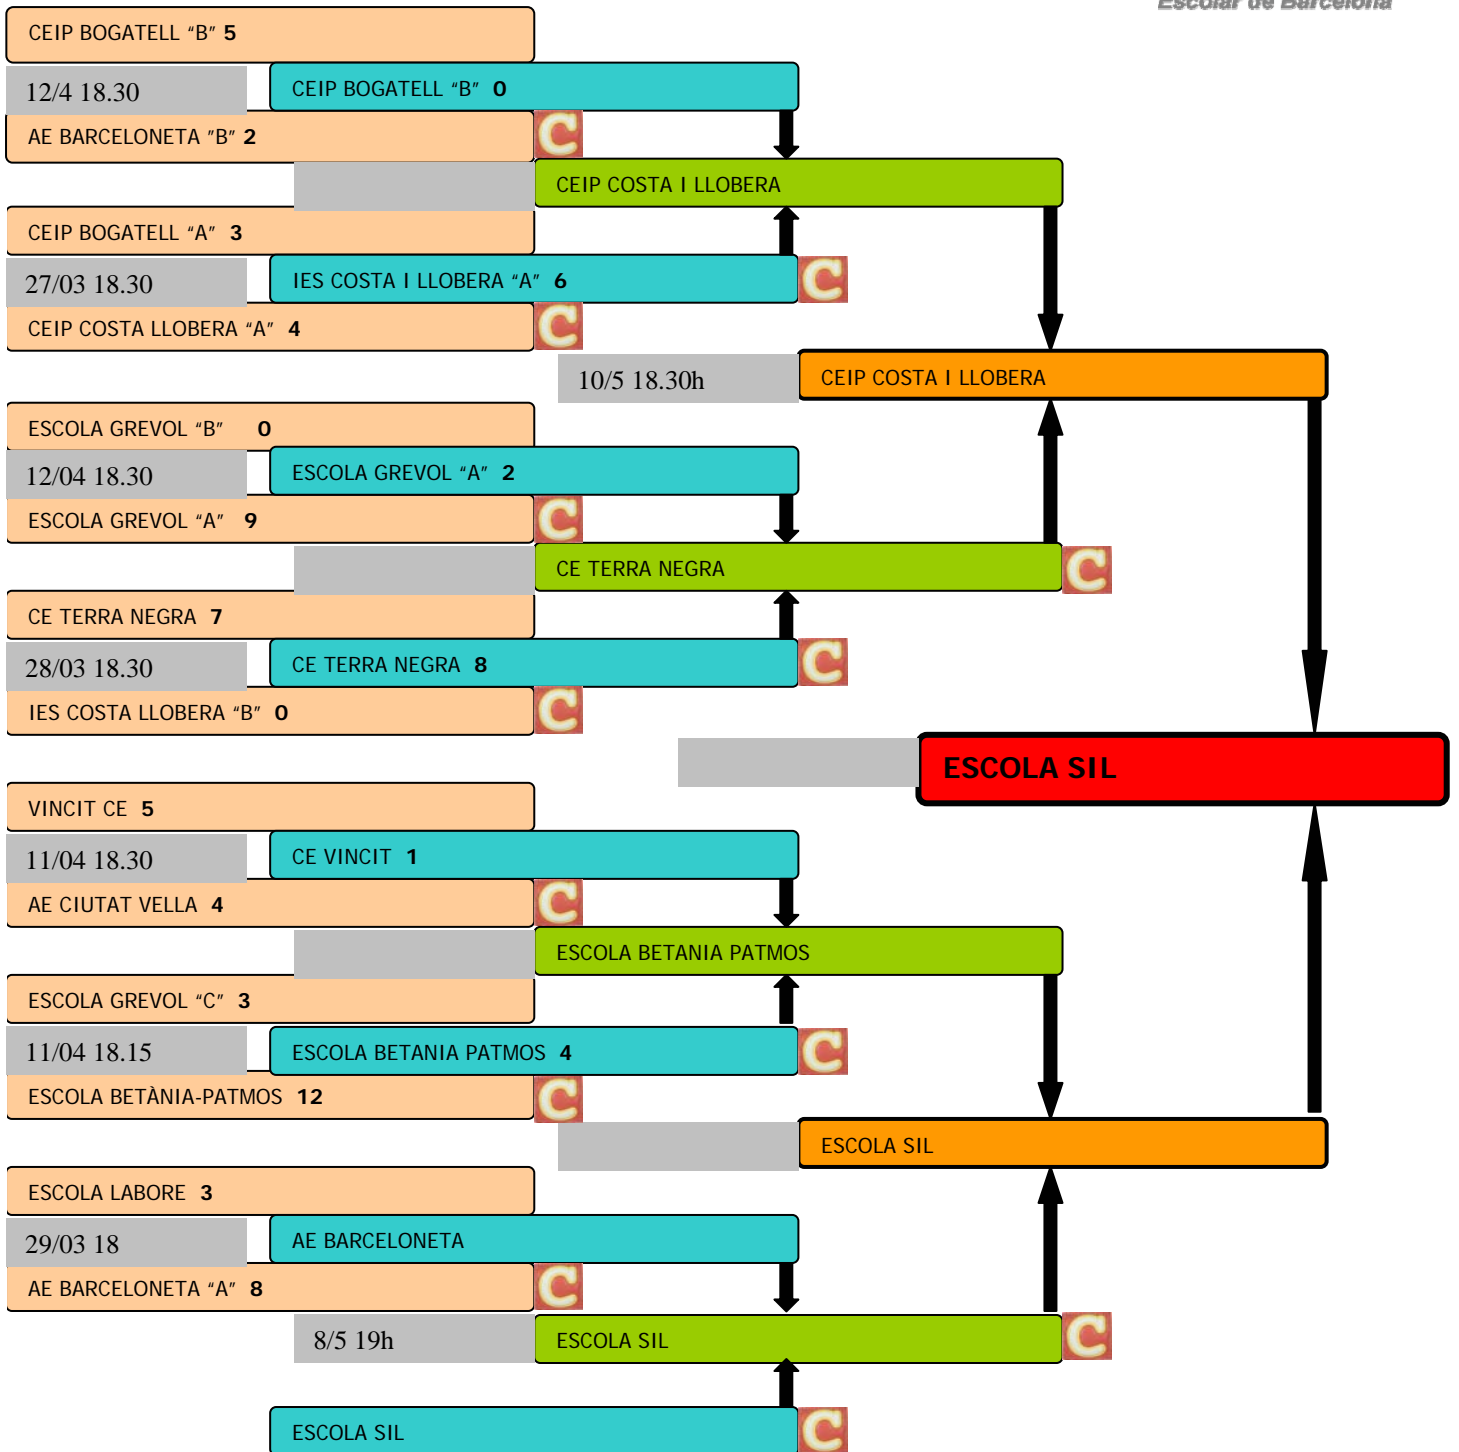 Escolar de Barcelona
CEIP BOGATELL “B” 5
12/4 18.30
CEIP BOGATELL “B” 0
AE BARCELONETA ”B” 2
C
CEIP COSTA I LLOBERA
CEIP BOGATELL “A” 3
27/03 18.30
IES COSTA I LLOBERA “A” 6
C
CEIP COSTA LLOBERA “A” 4
C
10/5 18.30h
CEIP COSTA I LLOBERA
ESCOLA GREVOL “B” 0
12/04 18.30
ESCOLA GREVOL “A” 2
ESCOLA GREVOL “A” 9
C
CE TERRA NEGRA
C
CE TERRA NEGRA 7
28/03 18.30
CE TERRA NEGRA 8
C
IES COSTA LLOBERA “B” 0
C
ESCOLA SIL
VINCIT CE 5
11/04 18.30
CE VINCIT 1
AE CIUTAT VELLA 4
C
ESCOLA BETANIA PATMOS
ESCOLA GREVOL “C” 3
11/04 18.15
ESCOLA BETANIA PATMOS 4
C
ESCOLA BETÀNIA-PATMOS 12
C
ESCOLA SIL
ESCOLA LABORE 3
29/03 18
AE BARCELONETA
AE BARCELONETA “A” 8
C
8/5 19h
ESCOLA SIL
C
ESCOLA SIL
C